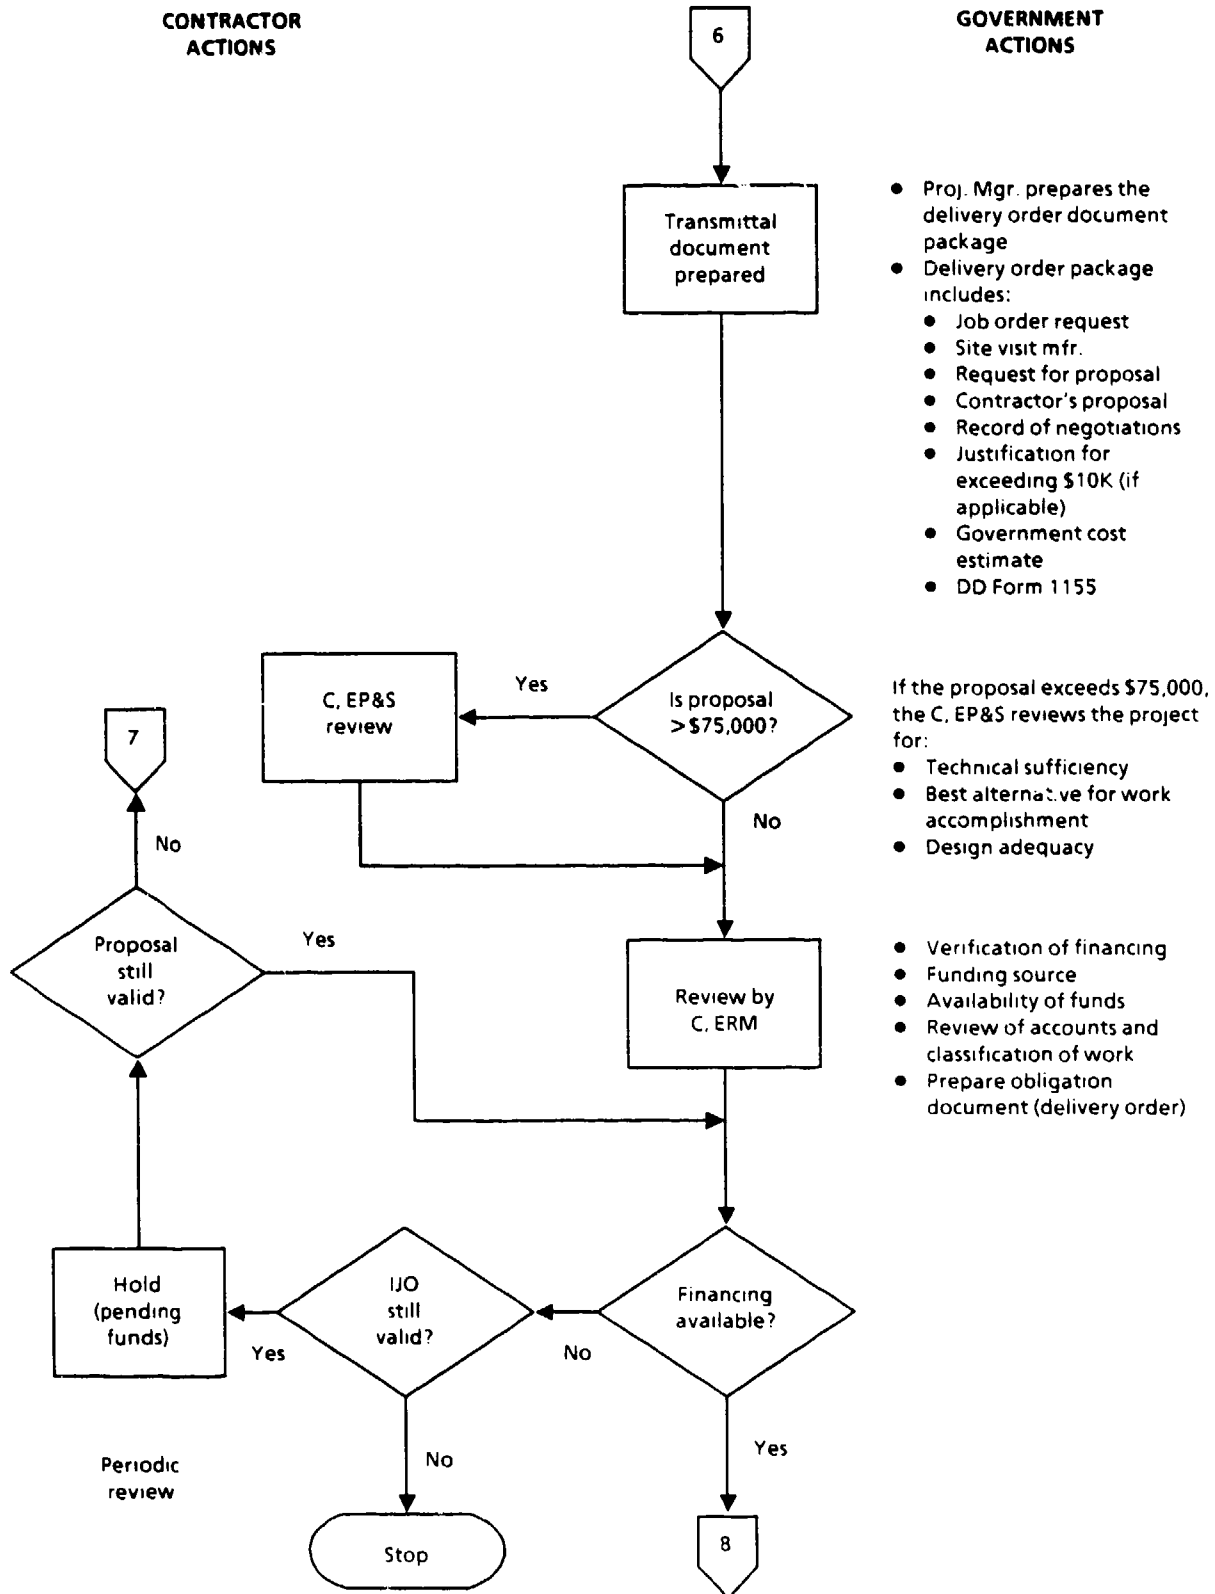 CONTRACTOR
ACTIONS
6
GOVERNMENT
ACTIONS
Transmittal
document
prepared
● Proj. Mgr. prepares the
delivery order document
package
● Delivery order package
includes:
● Job order request
● Site visit mfr.
● Request for proposal
● Contractor's proposal
● Record of negotiations
● Justification for
exceeding $10K (if
applicable)
● Government cost
estimate
● DD Form 1155
C, EP&S
review
Yes
Is proposal
>$75,000?
No
If the proposal exceeds $75,000,
the C, EP&S reviews the project
for:
● Technical sufficiency
● Best alternative for work
accomplishment
● Design adequacy
7
No
Proposal
still
valid?
Yes
Review by
C, ERM
● Verification of financing
● Funding source
● Availability of funds
● Review of accounts and
classification of work
● Prepare obligation
document (delivery order)
Hold
(pending
funds)
Yes
IJO
still
valid?
No
Financing
available?
Periodic
review
No
Yes
Stop
8